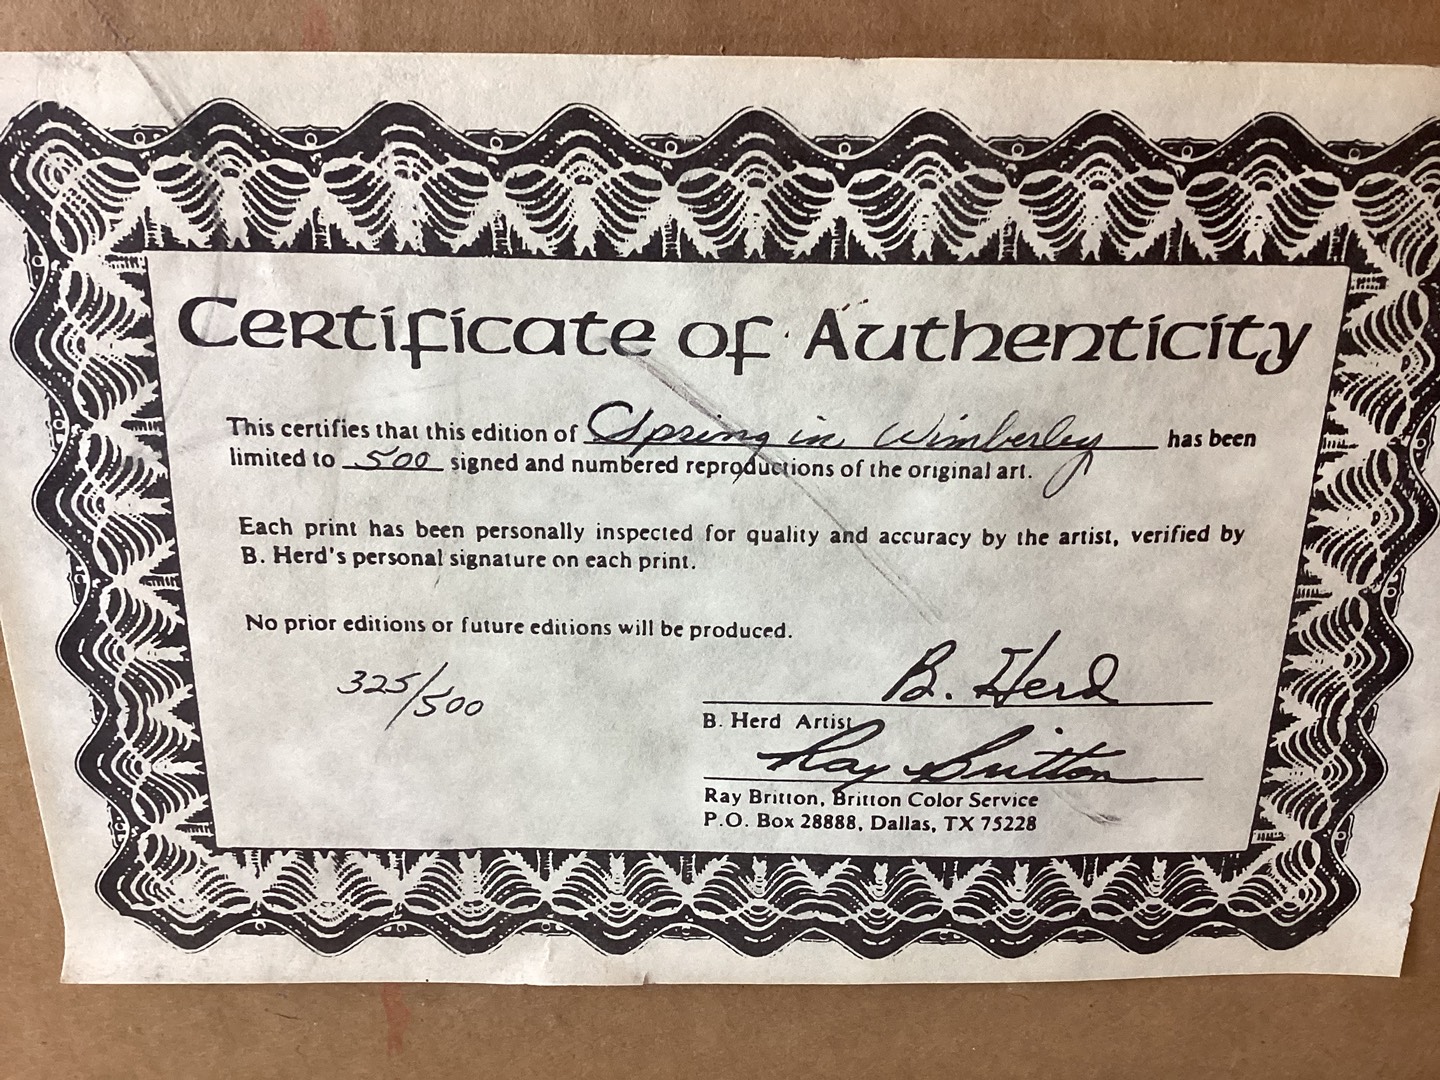 Certificate of Authenticity
This certifies that this edition of Spring in Wimberley has been
limited to 500 signed and numbered reproductions of the original art.
Each print has been personally inspected for quality and accuracy by the artist, verified by
B. Herd's personal signature on each print.
No prior editions or future editions will be produced.
325/500
B. Herd
B. Herd Artist
Ray Britton
Ray Britton, Britton Color Service
P.O. Box 28888, Dallas, TX 75228